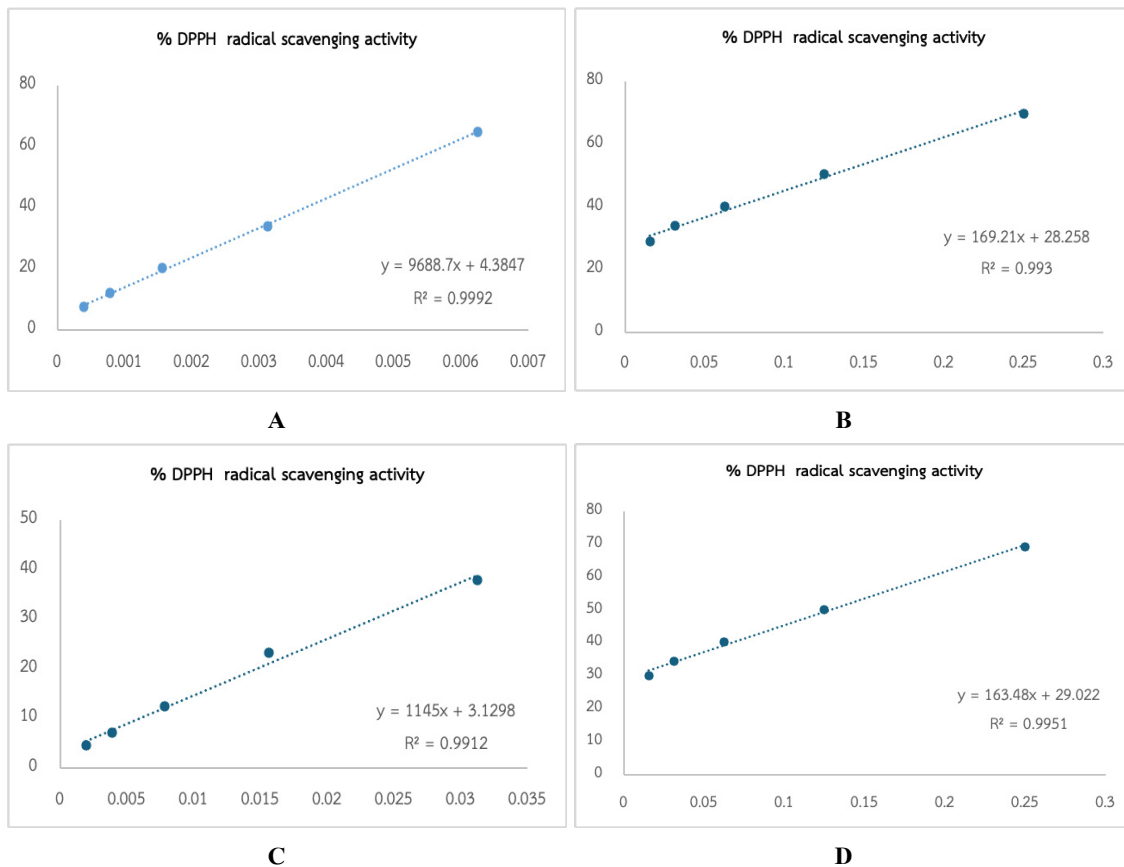 % DPPH radical scavenging activity
80
60
40
20
0
0 0.001 0.002 0.003 0.004 0.005 0.006 0.007
y = 9688.7x + 4.3847
R² = 0.9992
A
% DPPH radical scavenging activity
80
60
40
20
0
0 0.05 0.1 0.15 0.2 0.25 0.3
y = 169.21x + 28.258
R² = 0.993
B
% DPPH radical scavenging activity
50
40
30
20
10
0
0 0.005 0.01 0.015 0.02 0.025 0.03 0.035
y = 1145x + 3.1298
R² = 0.9912
C
% DPPH radical scavenging activity
80
70
60
50
40
30
20
10
0
0 0.05 0.1 0.15 0.2 0.25 0.3
y = 163.48x + 29.022
R² = 0.9951
D